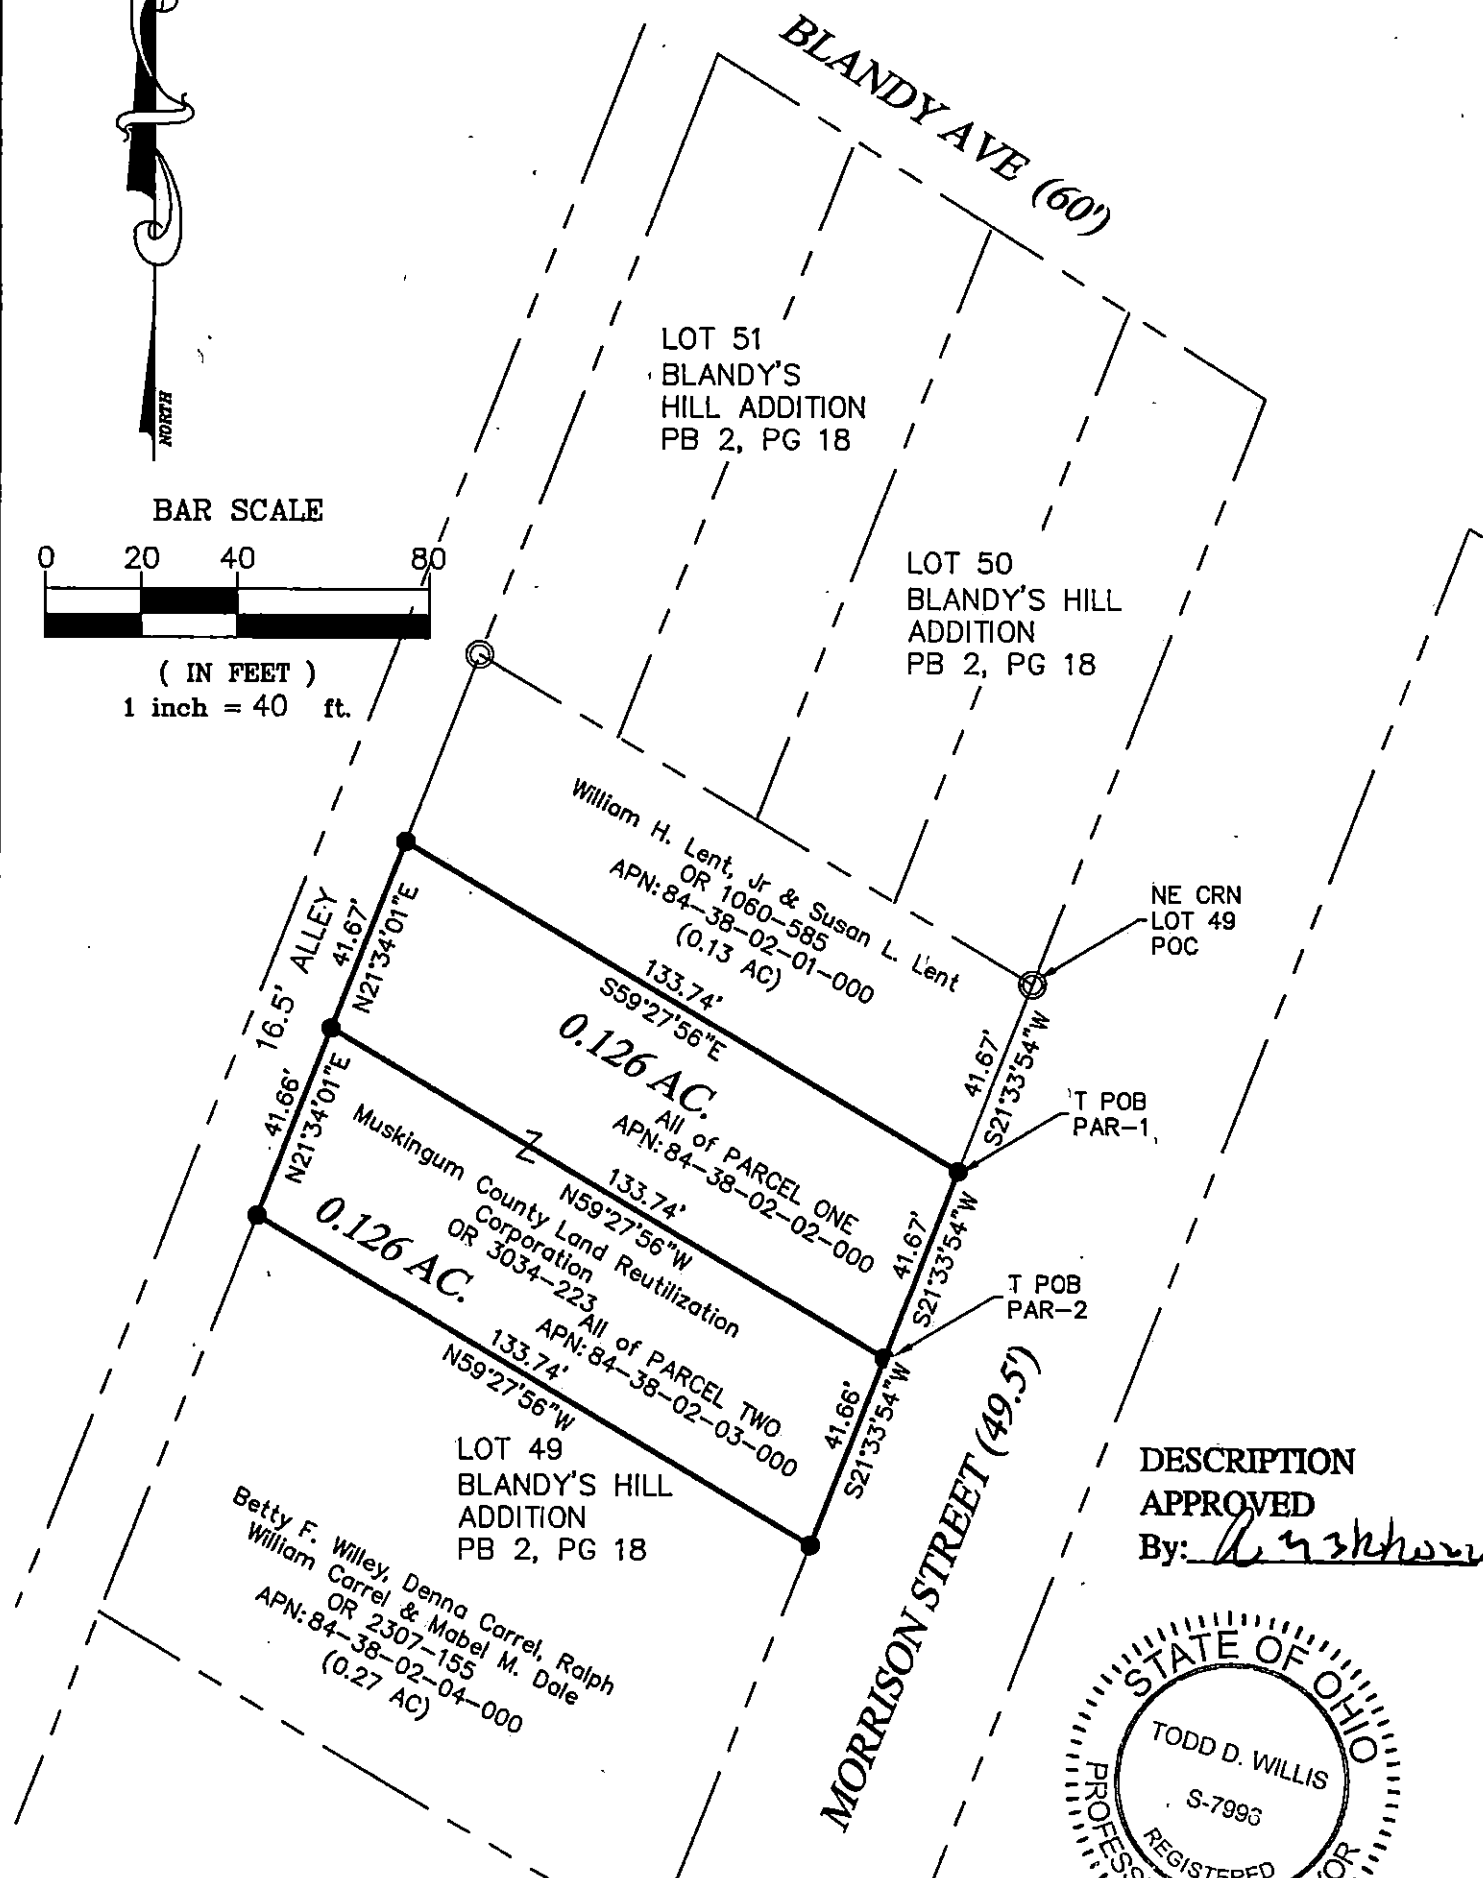 BLANDY AVE (60')
NORTH
LOT 51
BLANDY'S
HILL ADDITION
PB 2, PG 18
BAR SCALE
0 20 40 80
( IN FEET )
1 inch = 40 ft.
LOT 50
BLANDY'S HILL
ADDITION
PB 2, PG 18
William H. Lent, Jr & Susan L. Lent
OR 1060-585
APN: 84-38-02-01-000
(0.13 AC)
NE CRN
LOT 49
POC
16.5' ALLEY
41.67'
N21°34'01"E
133.74'
S59°27'56"E
41.67'
S21°33'54"W
0.126 AC.
All of PARCEL ONE
APN: 84-38-02-02-000
T POB
PAR-1
41.66'
N21°34'01"E
Z
133.74'
N59°27'56"W
41.67'
S21°33'54"W
T POB
PAR-2
Muskingum County Land Reutilization
Corporation
OR 3034-223
0.126 AC.
All of PARCEL TWO
APN: 84-38-02-03-000
133.74'
N59°27'56"W
41.66'
S21°33'54"W
MORRISON STREET (49.5')
LOT 49
BLANDY'S HILL
ADDITION
PB 2, PG 18
Betty F. Willey, Denna Carrel, Ralph
William Carrel & Mabel M. Dale
OR 2307-155
APN: 84-38-02-04-000
(0.27 AC)
DESCRIPTION
APPROVED
By:
STATE OF OHIO
TODD D. WILLIS
S-7996
REGISTERED